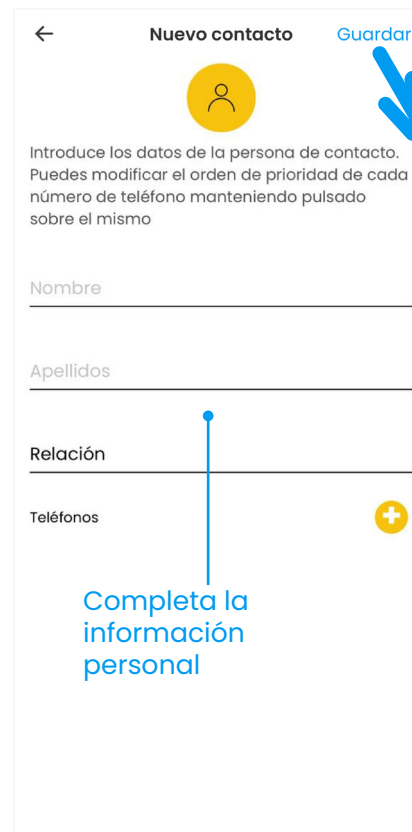 Nuevo contacto
Guardar
Introduce los datos de la persona de contacto.
Puedes modificar el orden de prioridad de cada
número de teléfono manteniendo pulsado
sobre el mismo
Nombre
Apellidos
Relación
Teléfonos
Completa la
información
personal